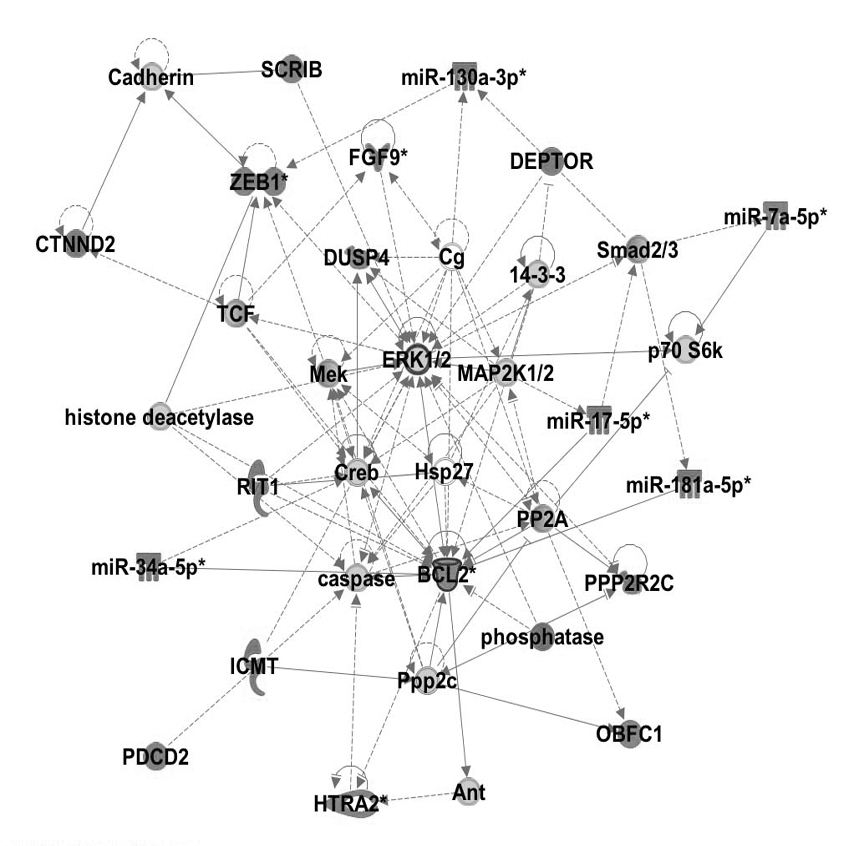 SCRIB
Cadherin
miR-130a-3p*
FGF9*
DEPTOR
ZEB1*
miR-7a-5p*
CTNND2
DUSP4
Cg
Smad2/3
14-3-3
TCF
ERK1/2
p70 S6k
Mek
MAP2K1/2
histone deacetylase
miR-17-5p*
Creb
Hsp27
RIT1
miR-181a-5p*
PP2A
miR-34a-5p*
caspase
BCL2*
PPP2R2C
phosphatase
ICMT
Ppp2c
OBFC1
PDCD2
HTRA2*
Ant